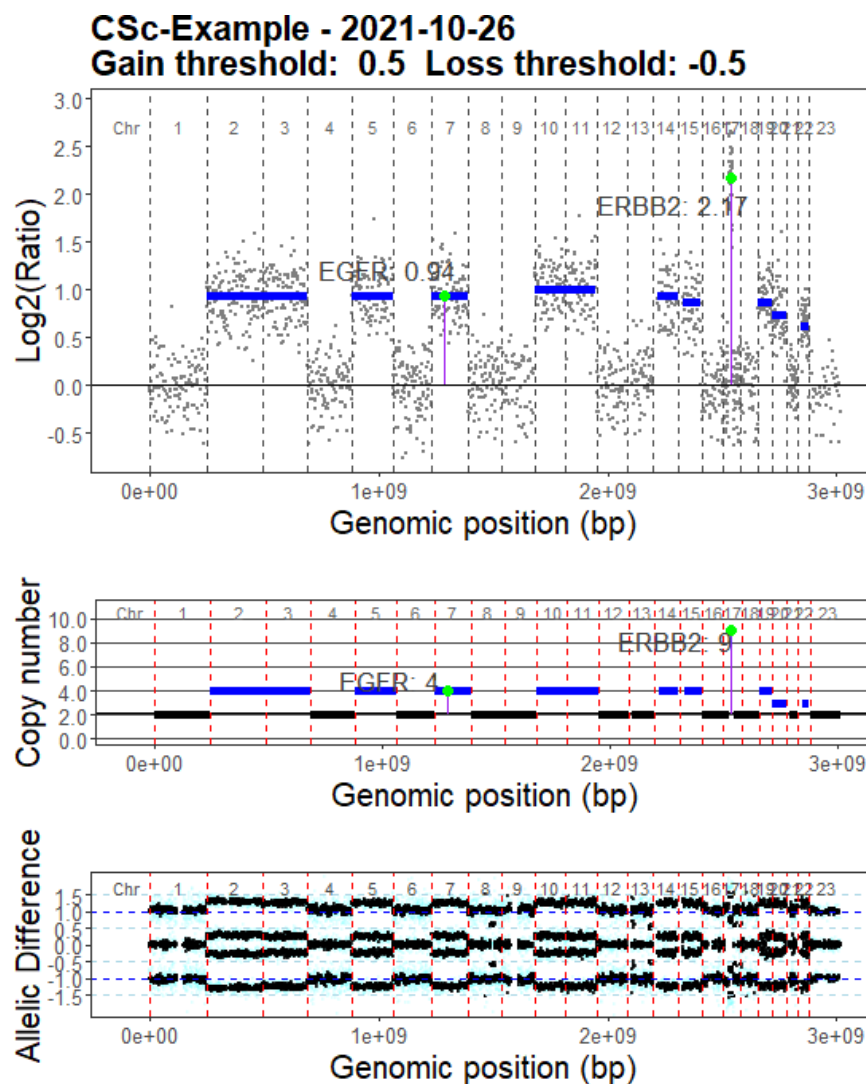 CSc-Example - 2021-10-26
Gain threshold:  0.5  Loss threshold: -0.5
Log2(Ratio)
3.0
2.5
2.0
1.5
1.0
0.5
0.0
-0.5
Chr 1 2 3 4 5 6 7 8 9 10 11 12 13 14 15 16 17 18 19 20 21 22 23
ERBB2: 2.17
EGFR: 0.94
0e+00 1e+09 2e+09 3e+09
Genomic position (bp)
Copy number
10.0
8.0
6.0
4.0
2.0
0.0
Chr 1 2 3 4 5 6 7 8 9 10 11 12 13 14 15 16 17 18 19 20 21 22 23
ERBB2: 9
EGFR: 4
0e+00 1e+09 2e+09 3e+09
Genomic position (bp)
Allelic Difference
1.5
1.0
0.5
0.0
-0.5
-1.0
-1.5
Chr 1 2 3 4 5 6 7 8 9 10 11 12 13 14 15 16 17 18 19 20 21 22 23
0e+00 1e+09 2e+09 3e+09
Genomic position (bp)